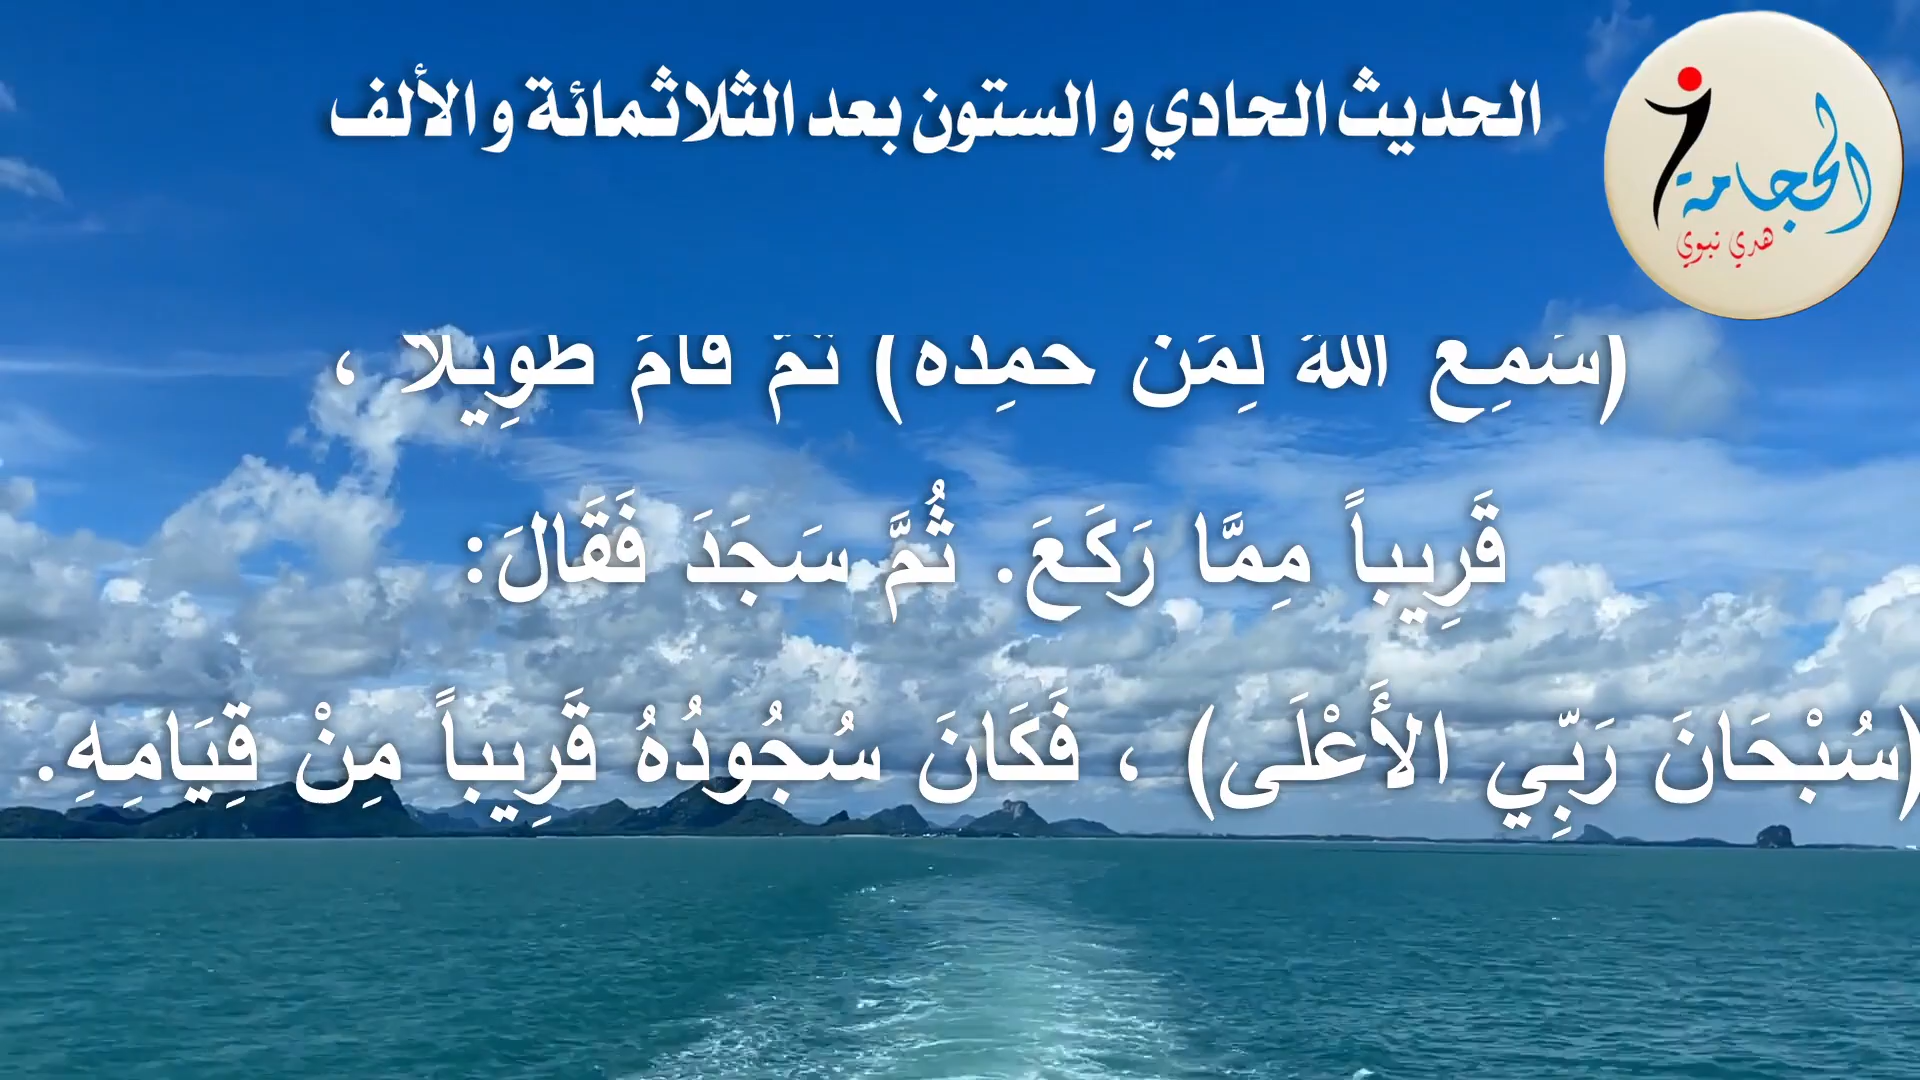 الحديث الحادي و الستون بعد الثلاثمائة و الألف
الحجامة
هدي نبوي
(سَمِعَ اللهُ لِمَنْ حَمِدَه) ثُمَّ قَامَ طَوِيلاً ،
قَرِيباً مِمَّا رَكَعَ. ثُمَّ سَجَدَ فَقَالَ:
(سُبْحَانَ رَبِّي الأَعْلَى) ، فَكَانَ سُجُودُهُ قَرِيباً مِنْ قِيَامِهِ.